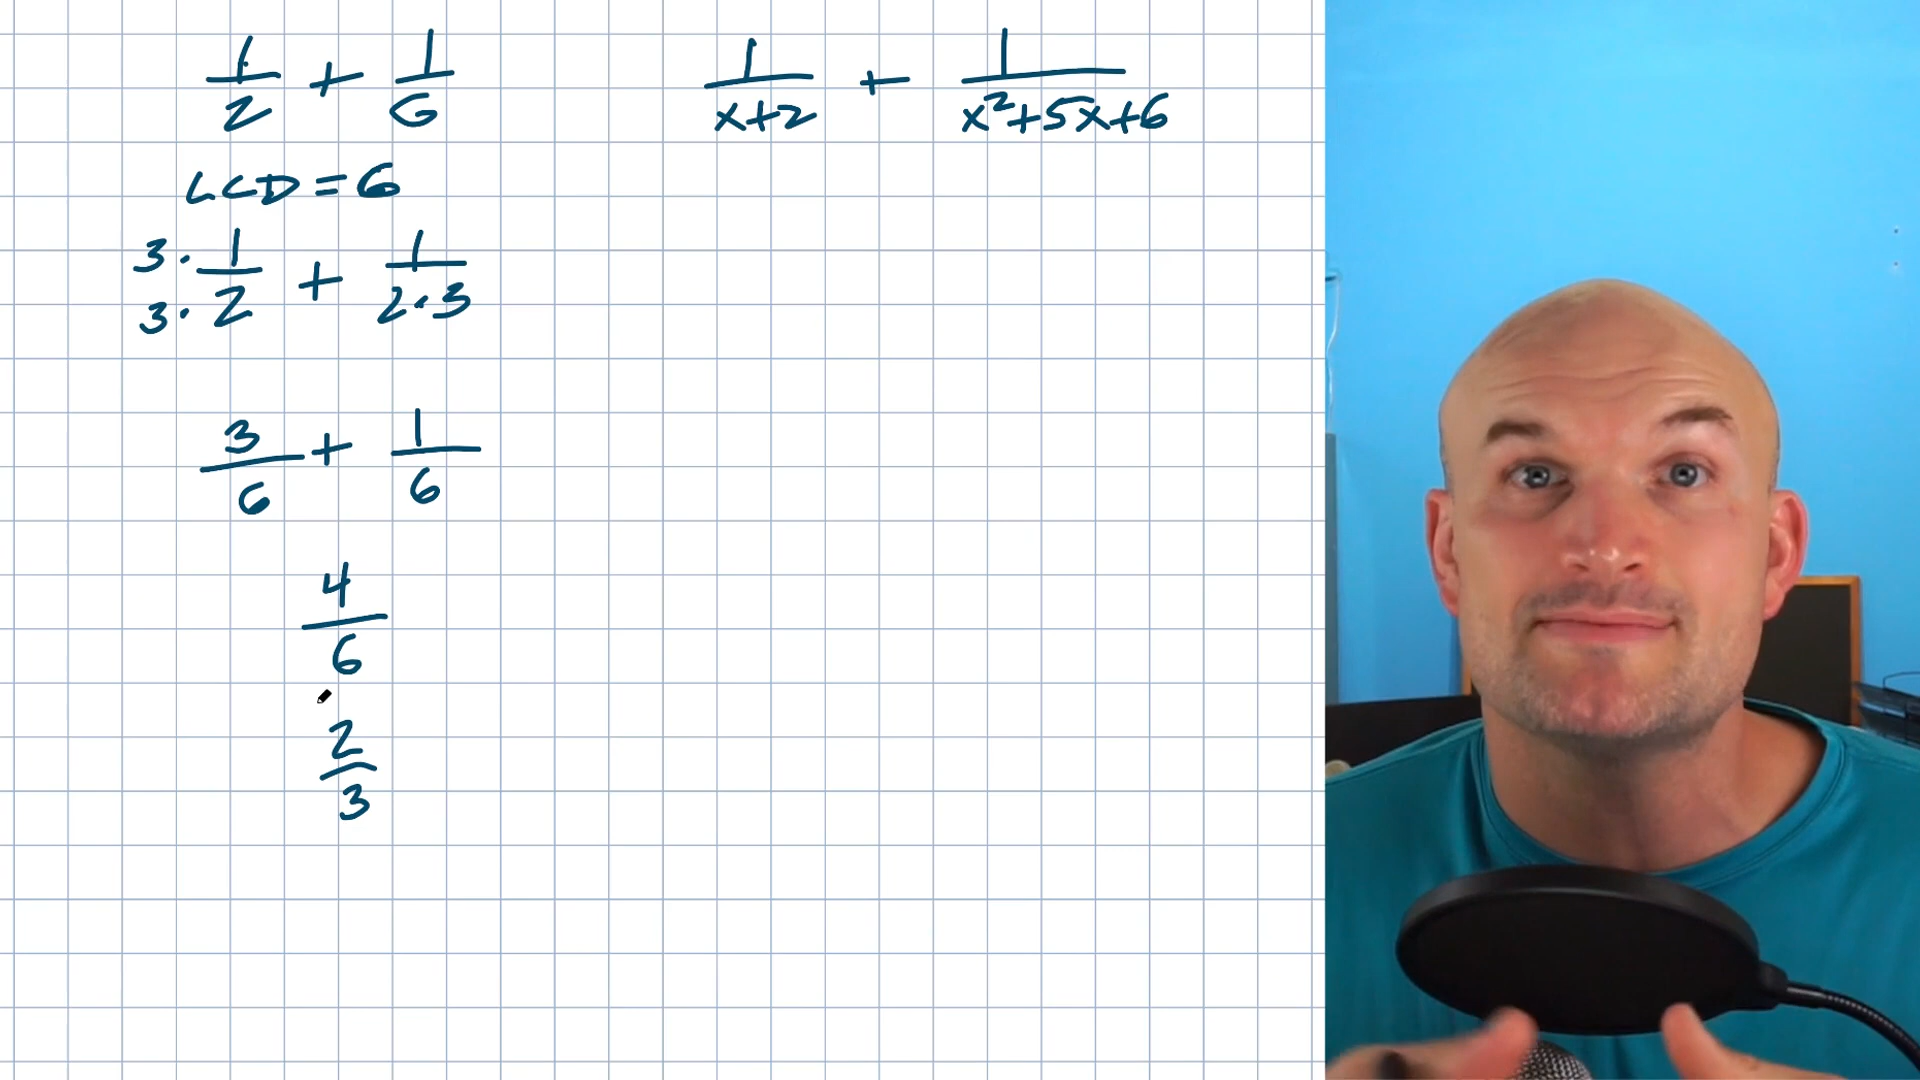 1/2 + 1/6
LCD = 6
3·1/3·2 + 1/2·3
3/6 + 1/6
4/6
2/3
1/x+2 + 1/x²+5x+6